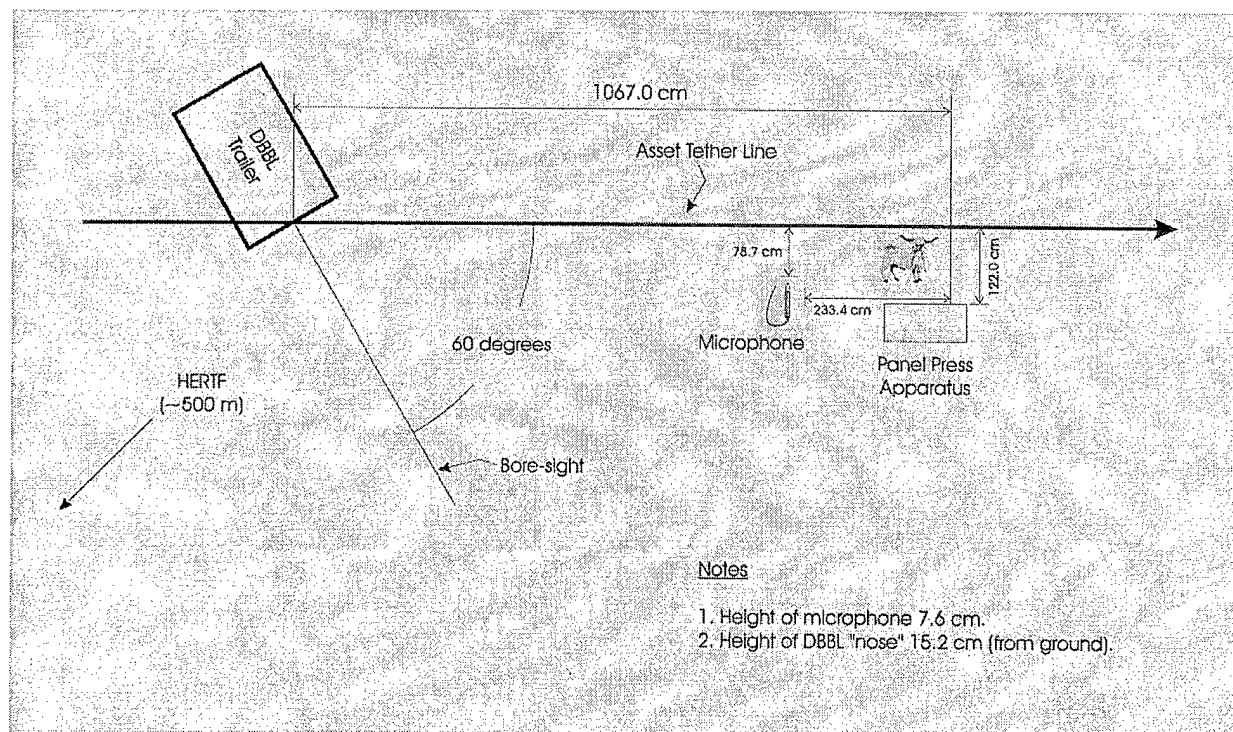 1067.0 cm
DBBL
Trailer
Asset Tether Line
78.7 cm
122.0 cm
233.4 cm
60 degrees
Microphone
Panel Press
Apparatus
HERTF
(~500 m)
Bore-sight
Notes
1. Height of microphone 7.6 cm.
2. Height of DBBL "nose" 15.2 cm (from ground).